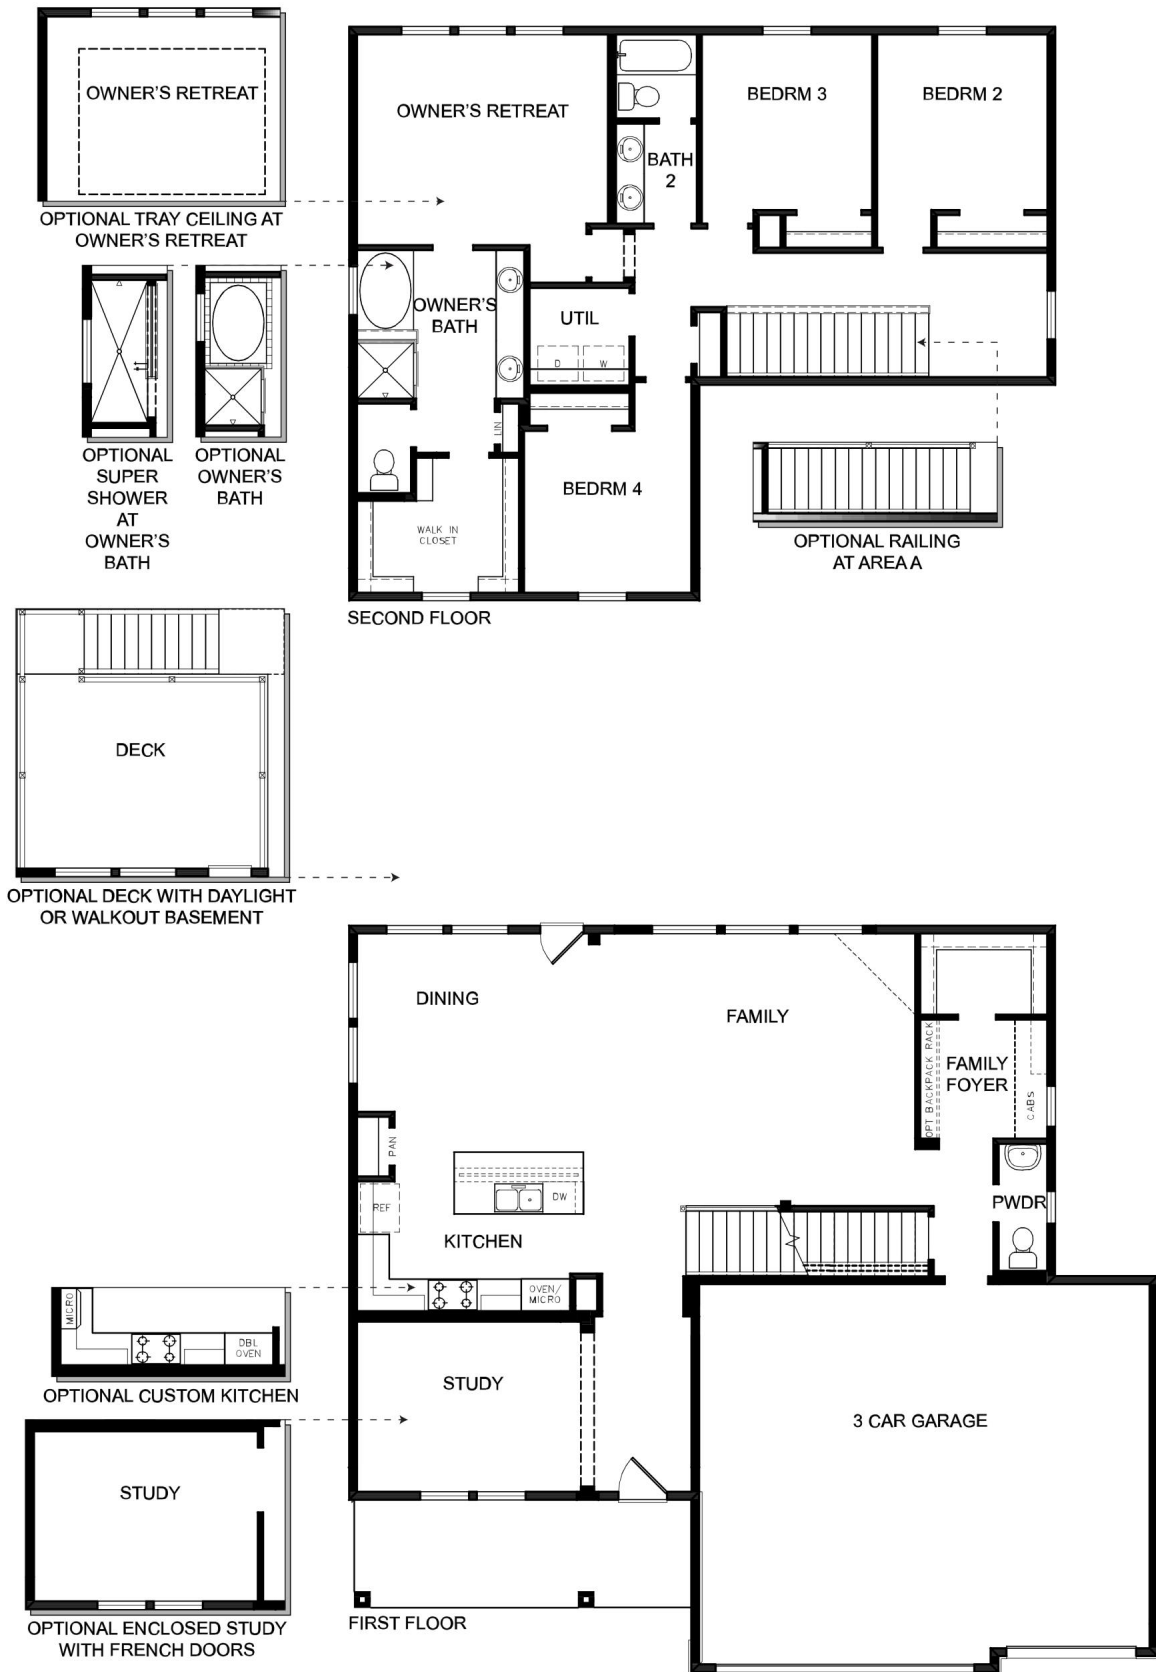 OWNER'S RETREAT
OPTIONAL TRAY CEILING AT
OWNER'S RETREAT
OPTIONAL
SUPER
SHOWER
AT
OWNER'S
BATH
OPTIONAL
OWNER'S
BATH
OWNER'S RETREAT
BATH
2
BEDRM 3
BEDRM 2
OWNER'S
BATH
UTIL
D
W
LIN
BEDRM 4
WALK IN
CLOSET
OPTIONAL RAILING
AT AREA A
SECOND FLOOR
DECK
OPTIONAL DECK WITH DAYLIGHT
OR WALKOUT BASEMENT
DINING
FAMILY
OPT BACKPACK RACK
FAMILY
FOYER
CABS
PAN
REF
DW
PWDR
KITCHEN
OVEN/
MICRO
MICRO
DBL
OVEN
OPTIONAL CUSTOM KITCHEN
STUDY
3 CAR GARAGE
STUDY
OPTIONAL ENCLOSED STUDY
WITH FRENCH DOORS
FIRST FLOOR